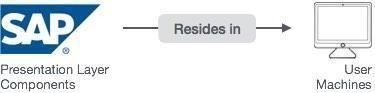 SAP®
Resides in
Presentation Layer
Components
User
Machines